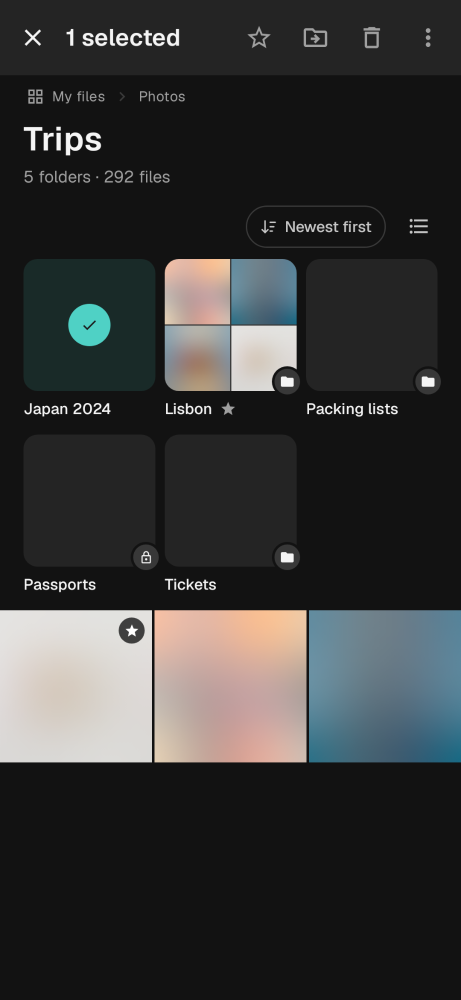 1 selected
My files
Photos
Trips
5 folders · 292 files
Newest first
Japan 2024
Lisbon
Packing lists
Passports
Tickets